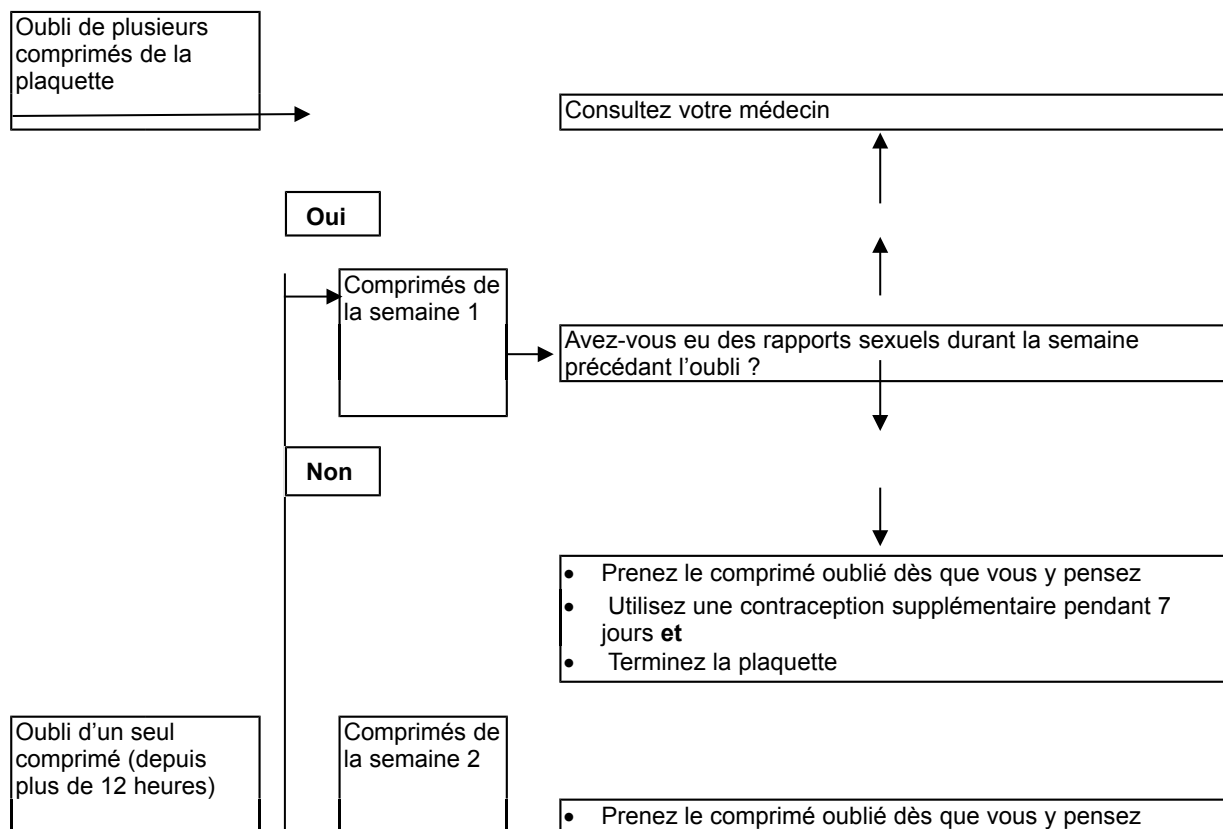 Oubli de plusieurs
comprimés de la
plaquette
Consultez votre médecin
Oui
Comprimés de
la semaine 1
Avez-vous eu des rapports sexuels durant la semaine
précédant l’oubli ?
Non
• Prenez le comprimé oublié dès que vous y pensez
• Utilisez une contraception supplémentaire pendant 7
jours et
• Terminez la plaquette
Oubli d’un seul
comprimé (depuis
plus de 12 heures)
Comprimés de
la semaine 2
• Prenez le comprimé oublié dès que vous y pensez